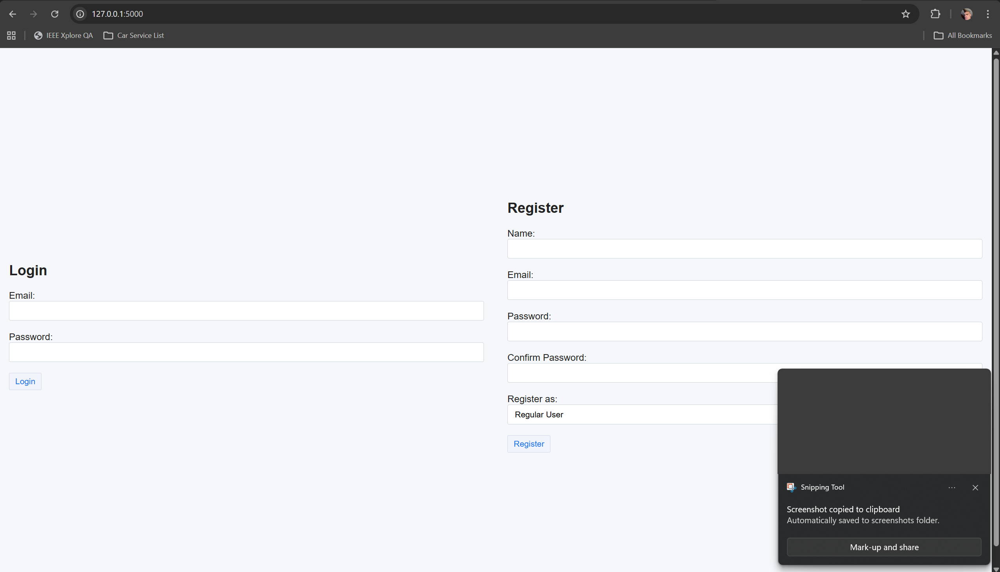 127.0.0.1:5000
IEEE Xplore QA
Car Service List
All Bookmarks
Login
Email:
Password:
Login
Register
Name:
Email:
Password:
Confirm Password:
Register as:
Regular User
Register
Snipping Tool
Screenshot copied to clipboard
Automatically saved to screenshots folder.
Mark-up and share